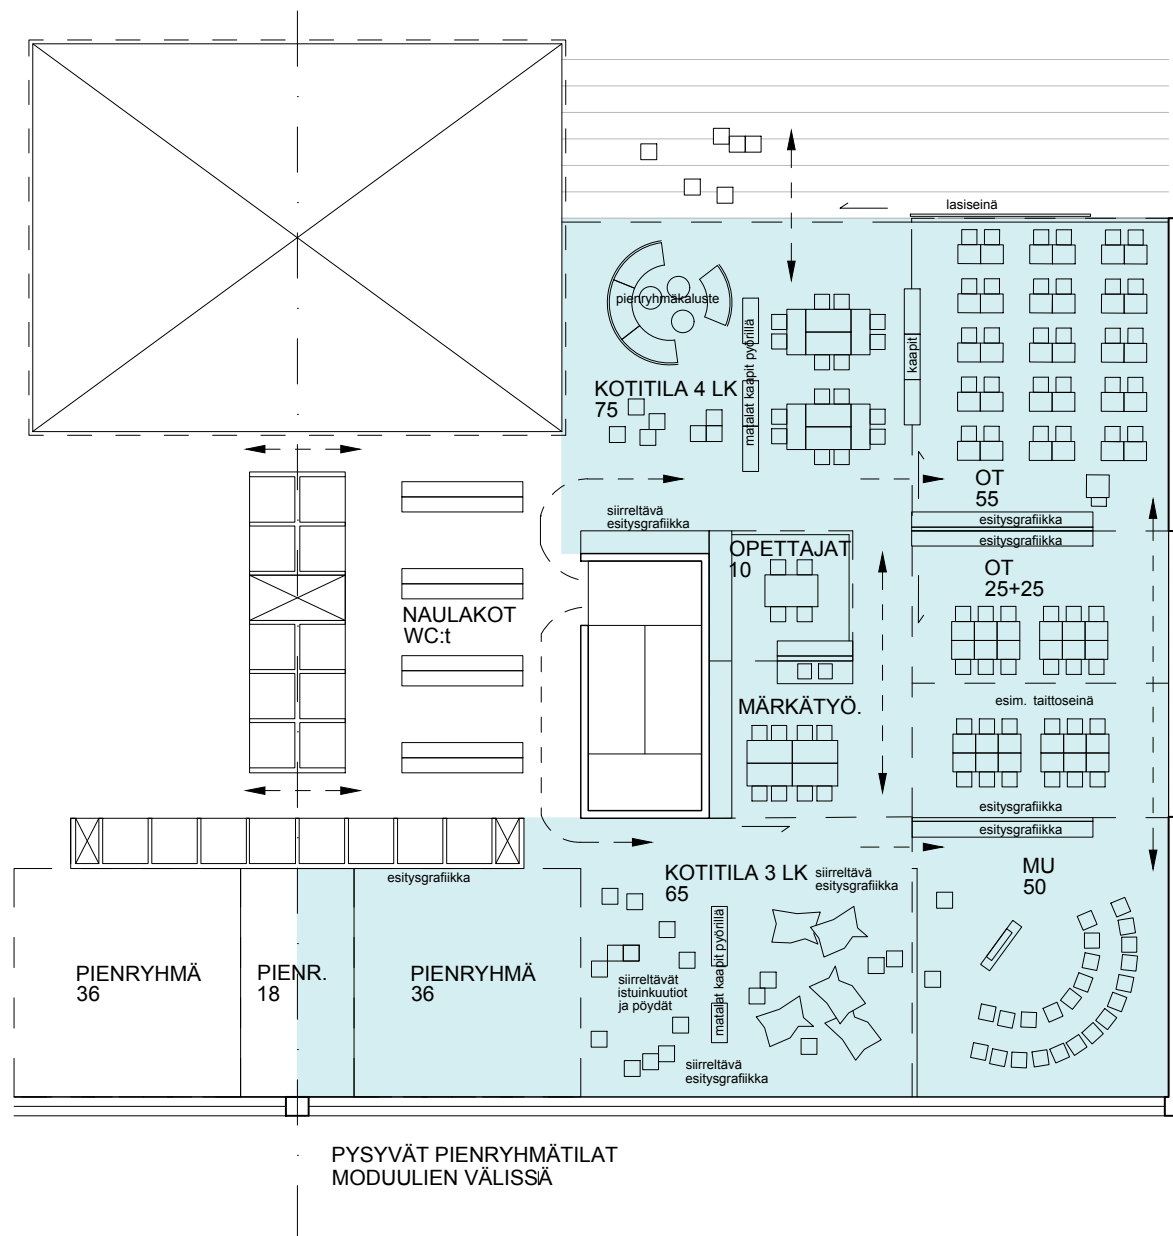 lasiseinä
pienryhmäkaluste
matalat kaapit pyörillä
kaapit
KOTITILA 4 LK
75
OT
55
siirreltävä
esitysgrafiikka
esitysgrafiikka
esitysgrafiikka
OPETTAJAT
10
OT
25+25
NAULAKOT
WC:t
esim. taittoseinä
MÄRKÄTYÖ.
esitysgrafiikka
esitysgrafiikka
esitysgrafiikka
KOTITILA 3 LK
65
siirreltävä
esitysgrafiikka
MU
50
PIENRYHMÄ
36
PIENR.
18
PIENRYHMÄ
36
siirreltävät
istuinkuutiot
ja pöydät
matalat kaapit pyörillä
siirreltävä
esitysgrafiikka
PYSYVÄT PIENRYHMÄTILAT
MODUULIEN VÄLISSÄ